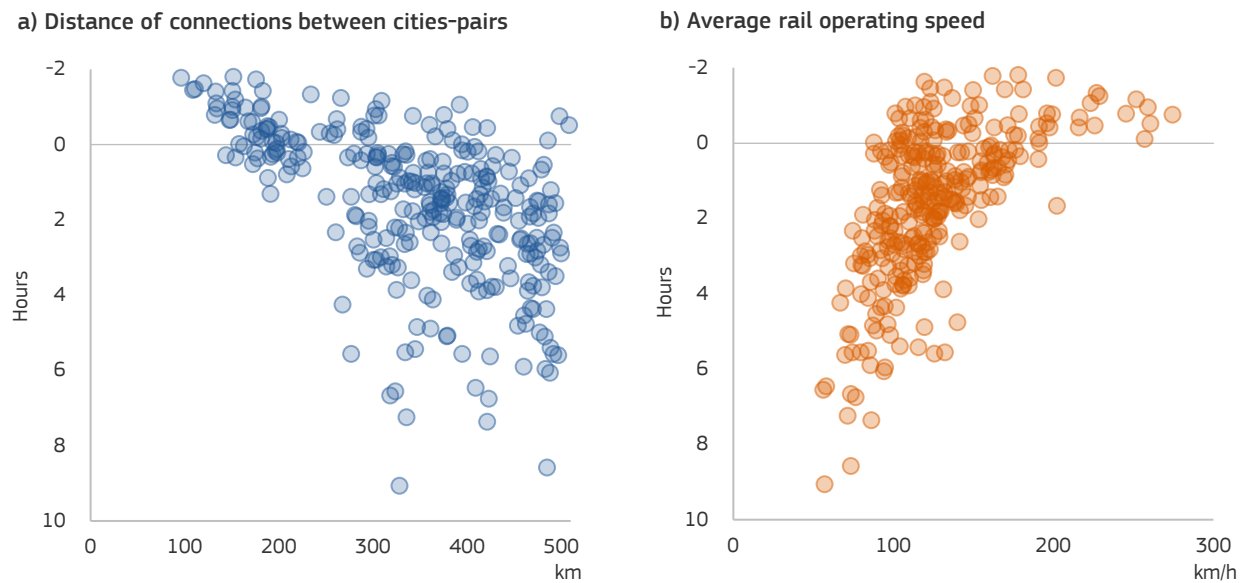 a) Distance of connections between cities-pairs
-2
0
2
4
6
8
10
Hours
0 100 200 300 400 500
km
b) Average rail operating speed
-2
0
2
4
6
8
10
Hours
0 100 200 300
km/h